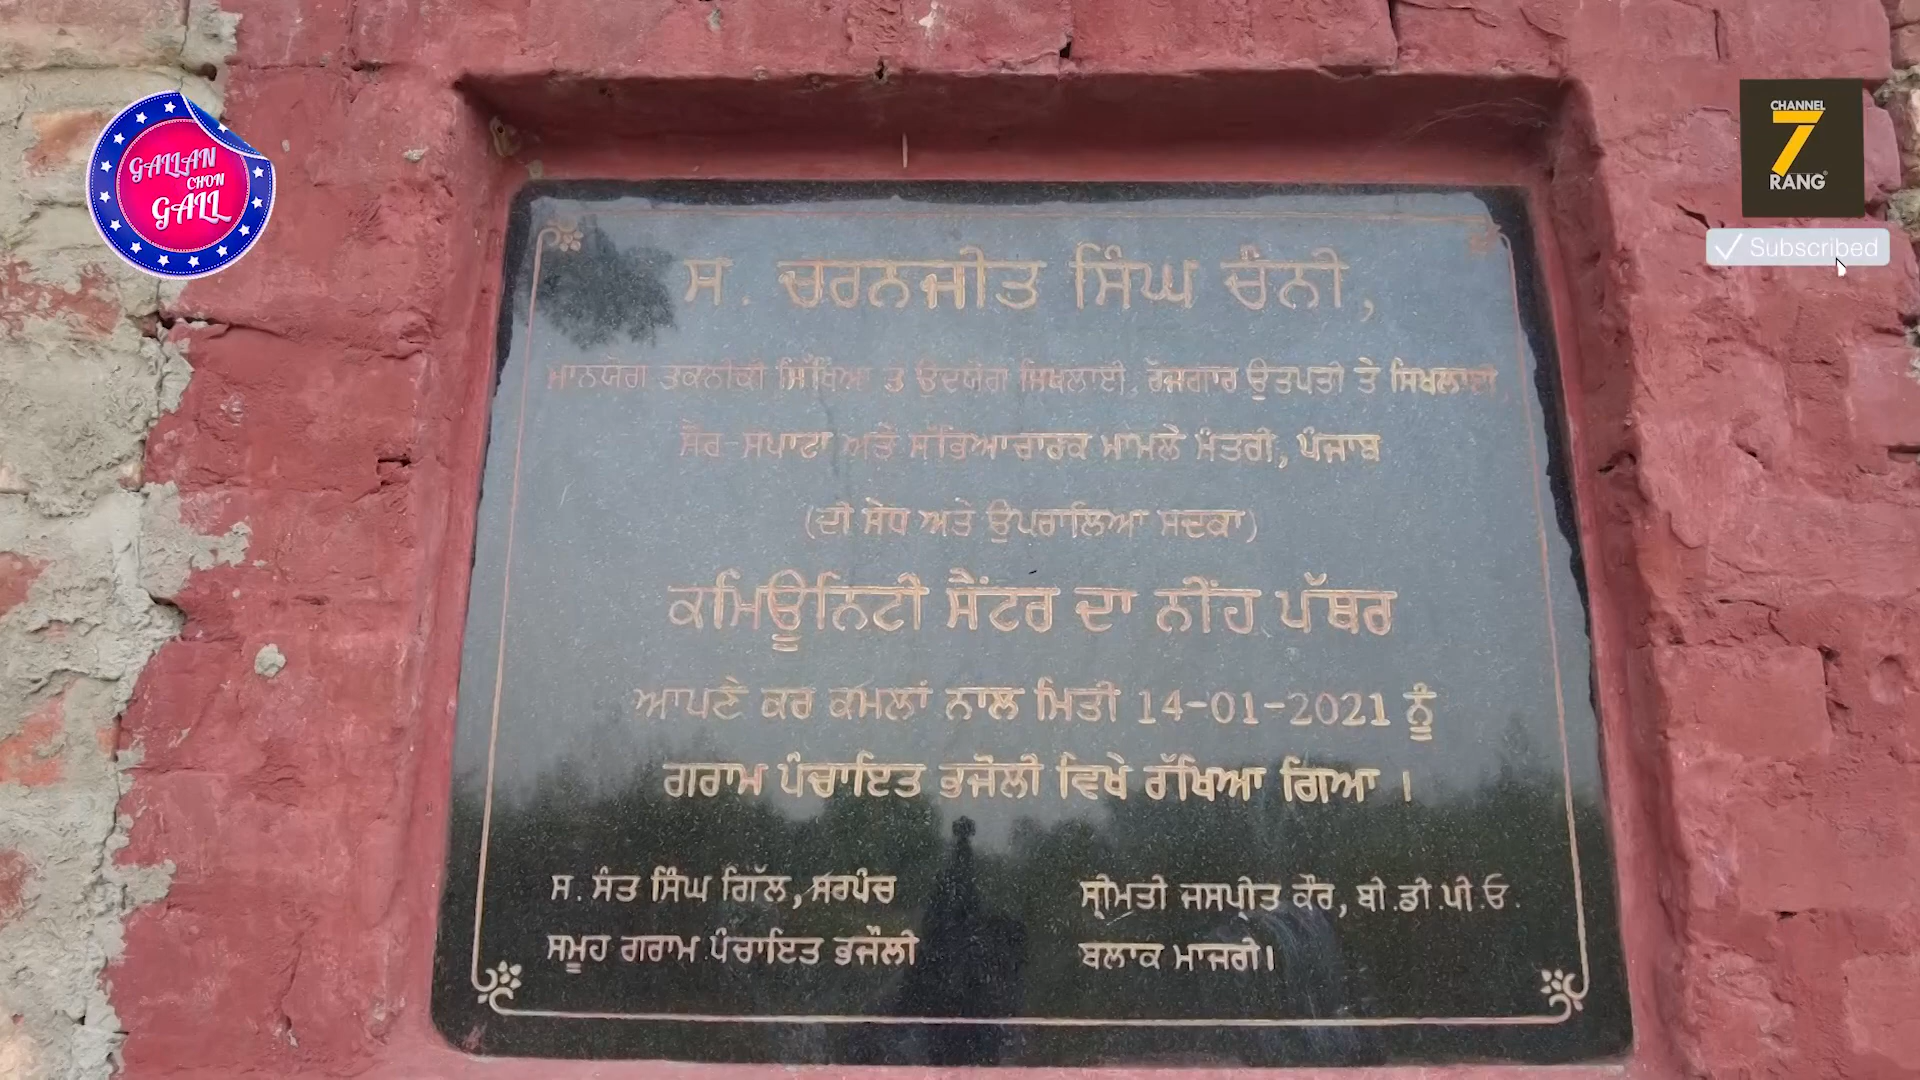 GALLAN
CHON
GALL
CHANNEL
7
RANG
Subscribed
ਸ. ਚਰਨਜੀਤ ਸਿੰਘ ਚੰਨੀ,
ਮਾਨਯੋਗ ਤਕਨੀਕੀ ਸਿੱਖਿਆ ਤੇ ਉਦਯੋਗ ਸਿਖਲਾਈ, ਰੋਜਗਾਰ ਉਤਪਤੀ ਤੇ ਸਿਖਲਾਈ,
ਸੈਰ-ਸਪਾਟਾ ਅਤੇ ਸੱਭਿਆਚਾਰਕ ਮਾਮਲੇ ਮੰਤਰੀ, ਪੰਜਾਬ
(ਦੀ ਸੇਧ ਅਤੇ ਉਪਰਾਲਿਆ ਸਦਕਾ)
ਕਮਿਊਨਿਟੀ ਸੈਂਟਰ ਦਾ ਨੀਂਹ ਪੱਥਰ
ਆਪਣੇ ਕਰ ਕਮਲਾਂ ਨਾਲ ਮਿਤੀ 14-01-2021 ਨੂੰ
ਗਰਾਮ ਪੰਚਾਇਤ ਭਜੌਲੀ ਵਿਖੇ ਰੱਖਿਆ ਗਿਆ ।
ਸ. ਸੰਤ ਸਿੰਘ ਗਿੱਲ, ਸਰਪੰਚ
ਸਮੂਹ ਗਰਾਮ ਪੰਚਾਇਤ ਭਜੌਲੀ
ਸ੍ਰੀਮਤੀ ਜਸਪ੍ਰੀਤ ਕੌਰ, ਬੀ.ਡੀ.ਪੀ.ਓ.
ਬਲਾਕ ਮਾਜਰੀ।